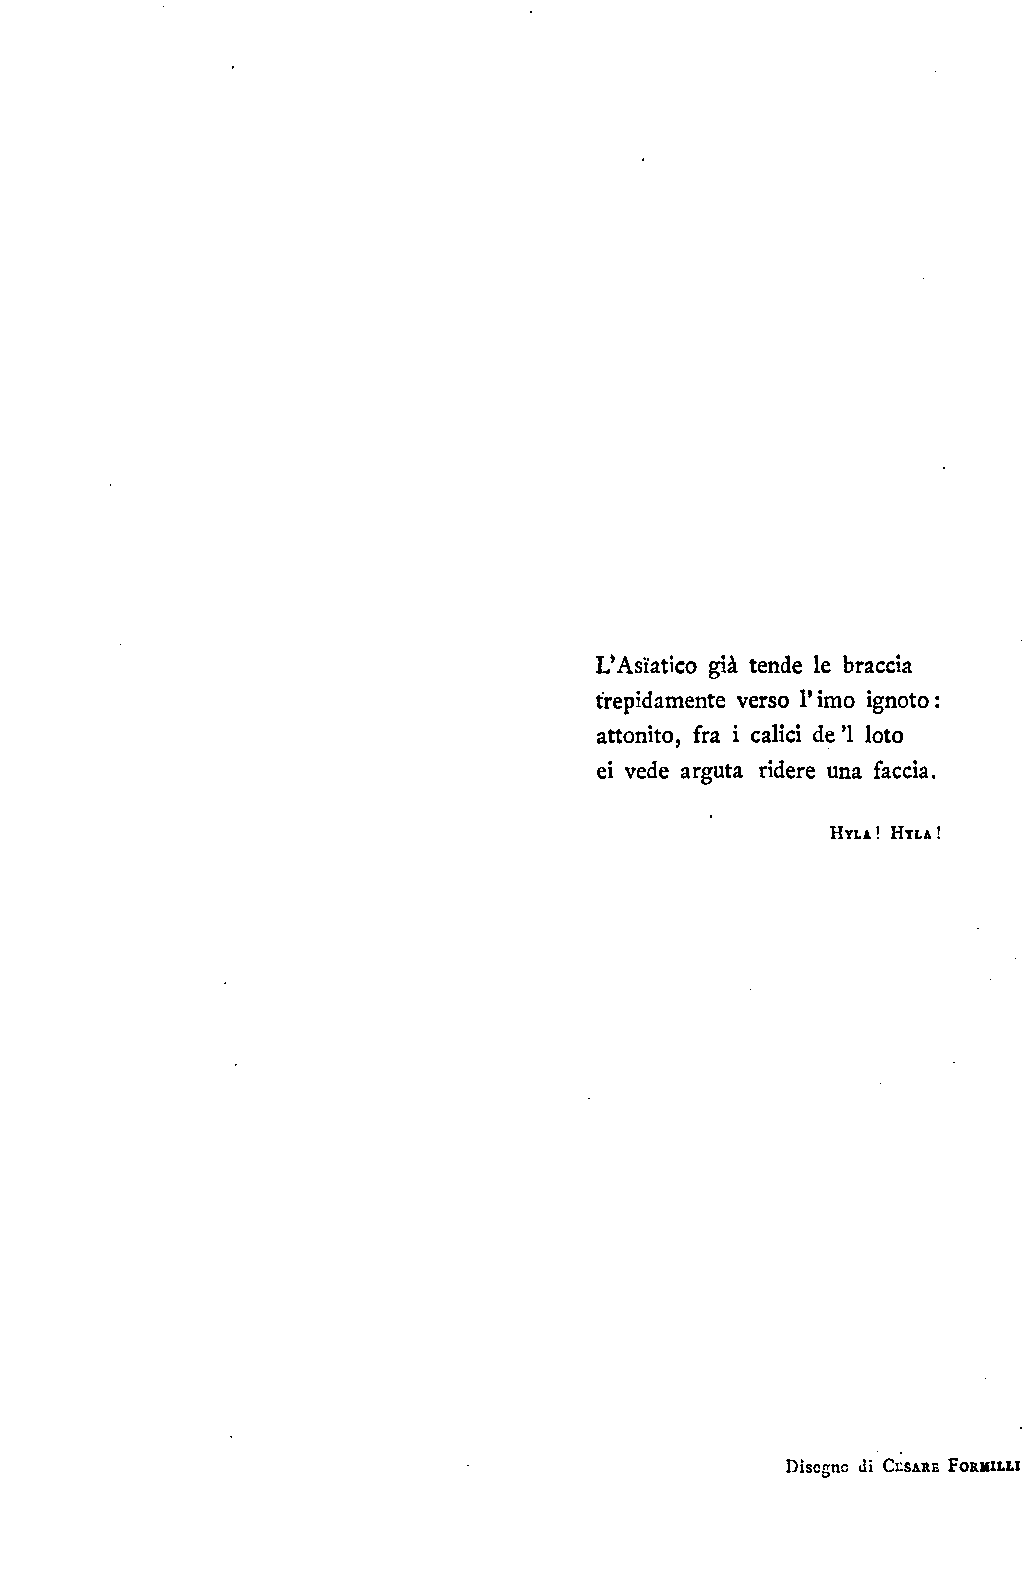 L'Asïatico già tende le braccia
trepidamente verso l'imo ignoto:
attonito, fra i calici de 'l loto
ei vede arguta ridere una faccia.
HYLA! HYLA!
Disegno di CESARE FORMILLI